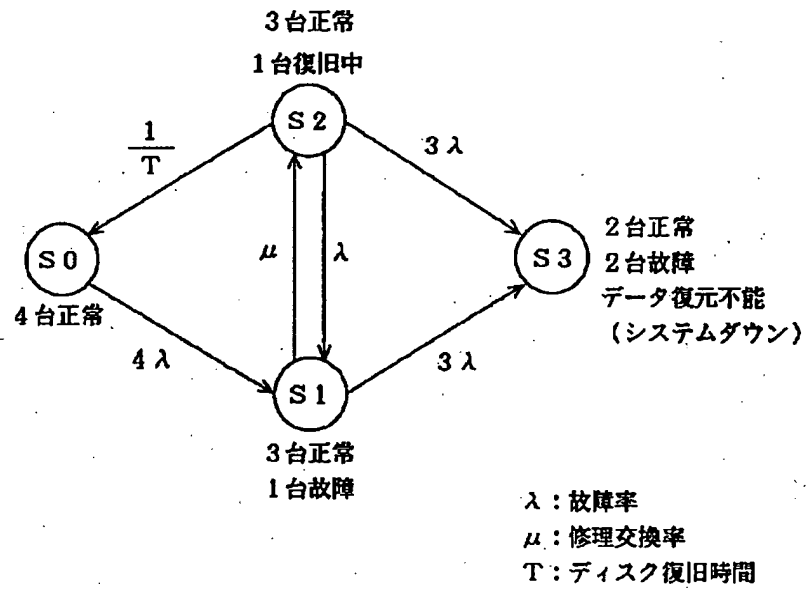 3台正常
1台復旧中
S2
1
T
3λ
S0
4台正常
μ
λ
S3
2台正常
2台故障
データ復元不能
(システムダウン)
4λ
3λ
S1
3台正常
1台故障
λ:故障率
μ:修理交換率
T:ディスク復旧時間